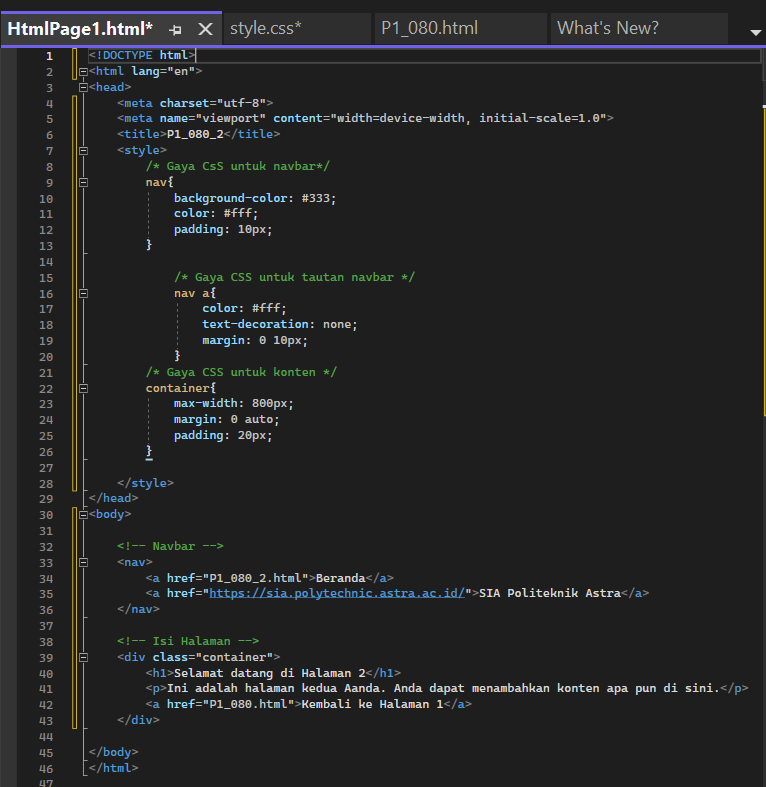 HtmlPage1.html* style.css* P1_080.html What's New?
1 <!DOCTYPE html>
2 <html lang="en">
3 <head>
4 <meta charset="utf-8">
5 <meta name="viewport" content="width=device-width, initial-scale=1.0">
6 <title>P1_080_2</title>
7 <style>
8 /* Gaya CsS untuk navbar*/
9 nav{
10 background-color: #333;
11 color: #fff;
12 padding: 10px;
13 }
14
15 /* Gaya CSS untuk tautan navbar */
16 nav a{
17 color: #fff;
18 text-decoration: none;
19 margin: 0 10px;
20 }
21 /* Gaya CSS untuk konten */
22 container{
23 max-width: 800px;
24 margin: 0 auto;
25 padding: 20px;
26 }
27
28 </style>
29 </head>
30 <body>
31
32 <!-- Navbar -->
33 <nav>
34 <a href="P1_080_2.html">Beranda</a>
35 <a href="https://sia.polytechnic.astra.ac.id/">SIA Politeknik Astra</a>
36 </nav>
37
38 <!-- Isi Halaman -->
39 <div class="container">
40 <h1>Selamat datang di Halaman 2</h1>
41 <p>Ini adalah halaman kedua Aanda. Anda dapat menambahkan konten apa pun di sini.</p>
42 <a href="P1_080.html">Kembali ke Halaman 1</a>
43 </div>
44
45 </body>
46 </html>
47